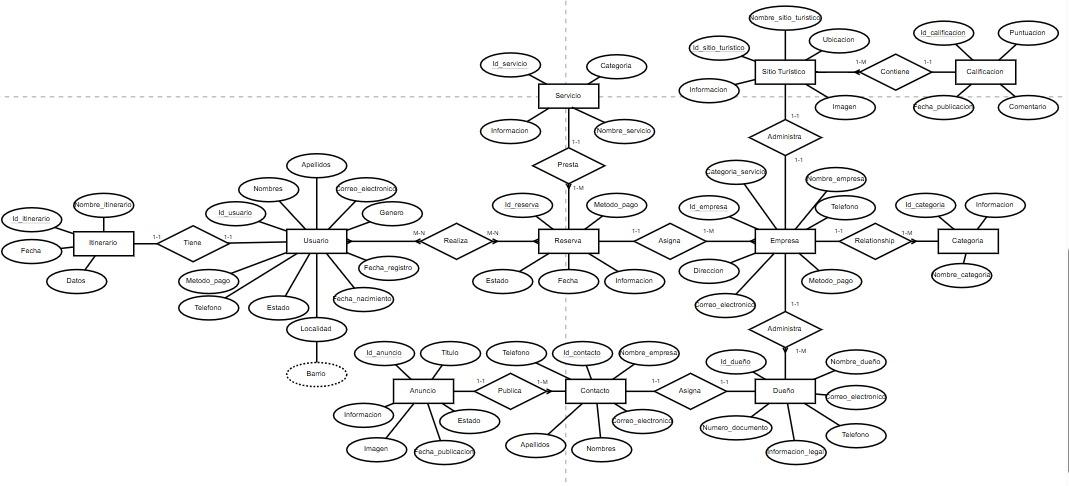 Nombre_sitio_turistico
Id_calificacion
Puntuacion
Id_sitio_turistico
Ubicacion
Id_servicio
Categoria
Sitio Turistico
1-M
Contiene
1-1
Calificacion
Servicio
Informacion
Imagen
Fecha_publicacion
Comentario
1-1
Informacion
Nombre_servicio
Administra
1-1
Presta
1-1
Apellidos
Categoria_servicio
Nombre_empresa
1-M
Nombres
Correo_electronico
Id_itinerario
Nombre_itinerario
Id_usuario
Genero
Id_reserva
Metodo_pago
Id_empresa
Telefono
Id_categoria
Informacion
Itinerario
1-1
Tiene
1-1
Usuario
M-N
Realiza
M-N
Reserva
1-1
Asigna
1-M
Empresa
1-1
Relationship
1-M
Categoria
Fecha
Datos
Metodo_pago
Fecha_registro
Estado
Fecha
Informacion
Direccion
Metodo_pago
Nombre_categoria
Telefono
Estado
Fecha_nacimiento
Correo_electronico
1-1
Localidad
Administra
Barrio
Id_anuncio
Titulo
Telefono
Id_contacto
Nombre_empresa
1-M
Id_dueño
Nombre_dueño
Anuncio
1-1
Publica
1-M
Contacto
1-1
Asigna
1-1
Dueño
Correo_electronico
Informacion
Estado
Correo_electronico
Numero_documento
Telefono
Imagen
Fecha_publicacion
Apellidos
Nombres
Informacion_legal